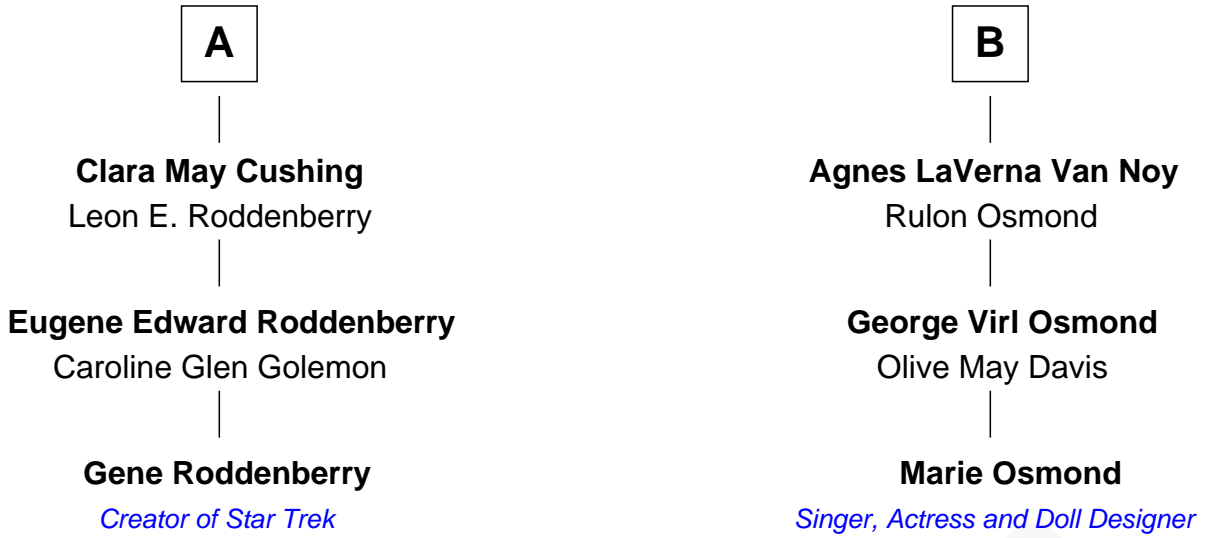 A
Clara May Cushing
Leon E. Roddenberry
Eugene Edward Roddenberry
Caroline Glen Golemon
Gene Roddenberry
Creator of Star Trek
B
Agnes LaVerna Van Noy
Rulon Osmond
George Virl Osmond
Olive May Davis
Marie Osmond
Singer, Actress and Doll Designer